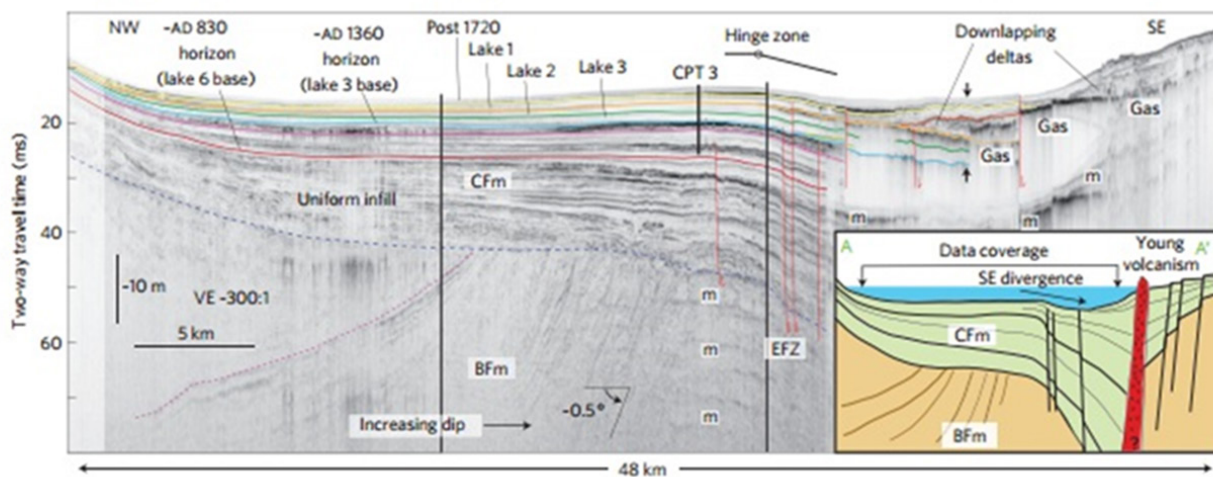 NW
~AD 830
horizon
(lake 6 base)
~AD 1360
horizon
(lake 3 base)
Post 1720
Lake 1
Lake 2
Lake 3
CPT 3
Hinge zone
Downlapping
deltas
SE
Gas
Gas
Gas
20
40
60
Two-way travel time (ms)
CFm
Uniform infill
m
m
m
~10 m
VE ~300:1
5 km
m
m
m
EFZ
BFm
~0.5°
Increasing dip
48 km
A
Data coverage
Young
volcanism
A'
SE divergence
CFm
BFm
?